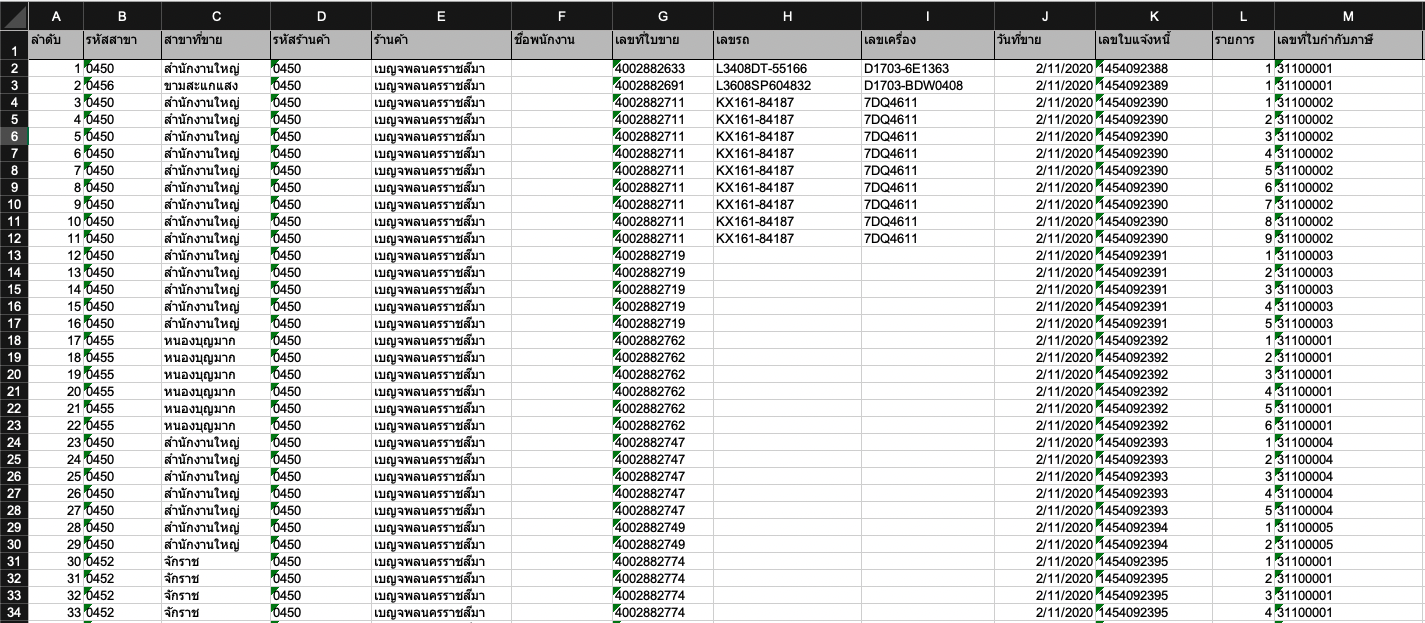 A B C D E F G H I J K L M
1 ลำดับ รหัสสาขา สาขาที่ขาย รหัสร้านค้า ร้านค้า ชื่อพนักงาน เลขที่ใบขาย เลขรถ เลขเครื่อง วันที่ขาย เลขใบแจ้งหนี้ รายการ เลขที่ใบกำกับภาษี
2 1 0450 สำนักงานใหญ่ 0450 เบญจพลนครราชสีมา 4002882633 L3408DT-55166 D1703-6E1363 2/11/2020 1454092388 1 31100001
3 2 0456 ขามสะแกแสง 0450 เบญจพลนครราชสีมา 4002882691 L3608SP604832 D1703-BDW0408 2/11/2020 1454092389 1 31100001
4 3 0450 สำนักงานใหญ่ 0450 เบญจพลนครราชสีมา 4002882711 KX161-84187 7DQ4611 2/11/2020 1454092390 1 31100002
5 4 0450 สำนักงานใหญ่ 0450 เบญจพลนครราชสีมา 4002882711 KX161-84187 7DQ4611 2/11/2020 1454092390 2 31100002
6 5 0450 สำนักงานใหญ่ 0450 เบญจพลนครราชสีมา 4002882711 KX161-84187 7DQ4611 2/11/2020 1454092390 3 31100002
7 6 0450 สำนักงานใหญ่ 0450 เบญจพลนครราชสีมา 4002882711 KX161-84187 7DQ4611 2/11/2020 1454092390 4 31100002
8 7 0450 สำนักงานใหญ่ 0450 เบญจพลนครราชสีมา 4002882711 KX161-84187 7DQ4611 2/11/2020 1454092390 5 31100002
9 8 0450 สำนักงานใหญ่ 0450 เบญจพลนครราชสีมา 4002882711 KX161-84187 7DQ4611 2/11/2020 1454092390 6 31100002
10 9 0450 สำนักงานใหญ่ 0450 เบญจพลนครราชสีมา 4002882711 KX161-84187 7DQ4611 2/11/2020 1454092390 7 31100002
11 10 0450 สำนักงานใหญ่ 0450 เบญจพลนครราชสีมา 4002882711 KX161-84187 7DQ4611 2/11/2020 1454092390 8 31100002
12 11 0450 สำนักงานใหญ่ 0450 เบญจพลนครราชสีมา 4002882711 KX161-84187 7DQ4611 2/11/2020 1454092390 9 31100002
13 12 0450 สำนักงานใหญ่ 0450 เบญจพลนครราชสีมา 4002882719 2/11/2020 1454092391 1 31100003
14 13 0450 สำนักงานใหญ่ 0450 เบญจพลนครราชสีมา 4002882719 2/11/2020 1454092391 2 31100003
15 14 0450 สำนักงานใหญ่ 0450 เบญจพลนครราชสีมา 4002882719 2/11/2020 1454092391 3 31100003
16 15 0450 สำนักงานใหญ่ 0450 เบญจพลนครราชสีมา 4002882719 2/11/2020 1454092391 4 31100003
17 16 0450 สำนักงานใหญ่ 0450 เบญจพลนครราชสีมา 4002882719 2/11/2020 1454092391 5 31100003
18 17 0455 หนองบุญมาก 0450 เบญจพลนครราชสีมา 4002882762 2/11/2020 1454092392 1 31100001
19 18 0455 หนองบุญมาก 0450 เบญจพลนครราชสีมา 4002882762 2/11/2020 1454092392 2 31100001
20 19 0455 หนองบุญมาก 0450 เบญจพลนครราชสีมา 4002882762 2/11/2020 1454092392 3 31100001
21 20 0455 หนองบุญมาก 0450 เบญจพลนครราชสีมา 4002882762 2/11/2020 1454092392 4 31100001
22 21 0455 หนองบุญมาก 0450 เบญจพลนครราชสีมา 4002882762 2/11/2020 1454092392 5 31100001
23 22 0455 หนองบุญมาก 0450 เบญจพลนครราชสีมา 4002882762 2/11/2020 1454092392 6 31100001
24 23 0450 สำนักงานใหญ่ 0450 เบญจพลนครราชสีมา 4002882747 2/11/2020 1454092393 1 31100004
25 24 0450 สำนักงานใหญ่ 0450 เบญจพลนครราชสีมา 4002882747 2/11/2020 1454092393 2 31100004
26 25 0450 สำนักงานใหญ่ 0450 เบญจพลนครราชสีมา 4002882747 2/11/2020 1454092393 3 31100004
27 26 0450 สำนักงานใหญ่ 0450 เบญจพลนครราชสีมา 4002882747 2/11/2020 1454092393 4 31100004
28 27 0450 สำนักงานใหญ่ 0450 เบญจพลนครราชสีมา 4002882747 2/11/2020 1454092393 5 31100004
29 28 0450 สำนักงานใหญ่ 0450 เบญจพลนครราชสีมา 4002882749 2/11/2020 1454092394 1 31100005
30 29 0450 สำนักงานใหญ่ 0450 เบญจพลนครราชสีมา 4002882749 2/11/2020 1454092394 2 31100005
31 30 0452 จักราช 0450 เบญจพลนครราชสีมา 4002882774 2/11/2020 1454092395 1 31100001
32 31 0452 จักราช 0450 เบญจพลนครราชสีมา 4002882774 2/11/2020 1454092395 2 31100001
33 32 0452 จักราช 0450 เบญจพลนครราชสีมา 4002882774 2/11/2020 1454092395 3 31100001
34 33 0452 จักราช 0450 เบญจพลนครราชสีมา 4002882774 2/11/2020 1454092395 4 31100001